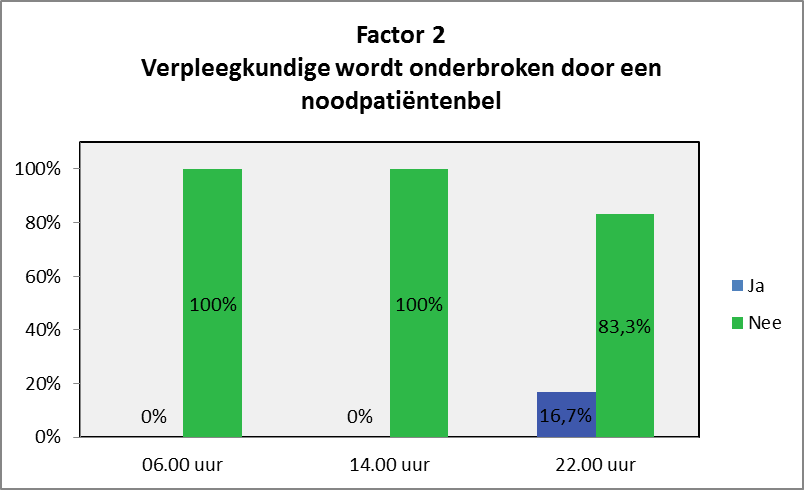 Factor 2
Verpleegkundige wordt onderbroken door een
noodpatiëntenbel
100%
80%
60%
40%
20%
0%
0%
100%
0%
100%
16,7%
83,3%
06.00 uur
14.00 uur
22.00 uur
Ja
Nee